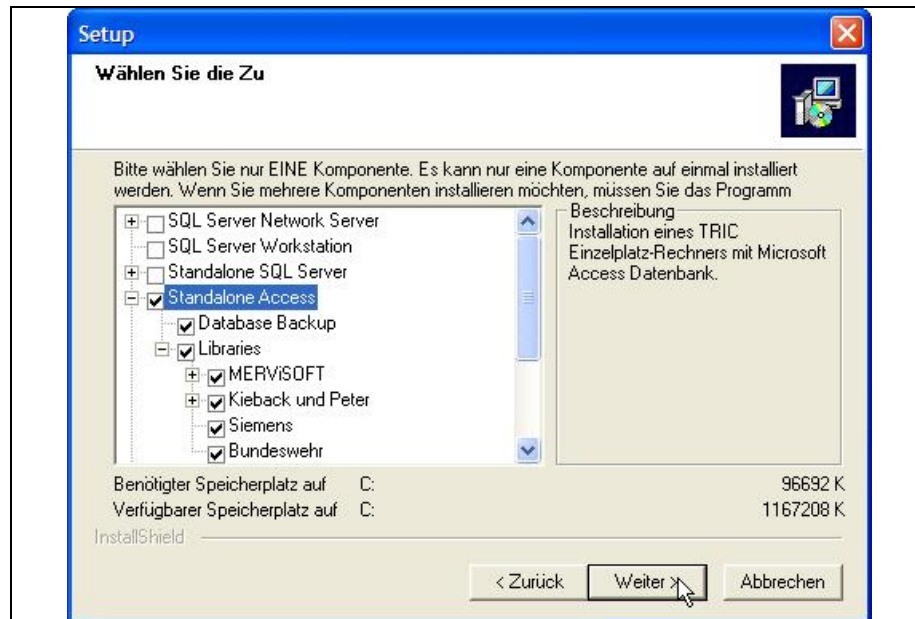 Setup
Wählen Sie die Zu
Bitte wählen Sie nur EINE Komponente. Es kann nur eine Komponente auf einmal installiert
werden. Wenn Sie mehrere Komponenten installieren möchten, müssen Sie das Programm
SQL Server Network Server
SQL Server Workstation
Standalone SQL Server
Standalone Access
Database Backup
Libraries
MERViSOFT
Kieback und Peter
Siemens
Bundeswehr
Beschreibung
Installation eines TRIC
Einzelplatz-Rechners mit Microsoft
Access Datenbank.
Benötigter Speicherplatz auf C: 96692 K
Verfügbarer Speicherplatz auf C: 1167208 K
InstallShield
< Zurück Weiter > Abbrechen